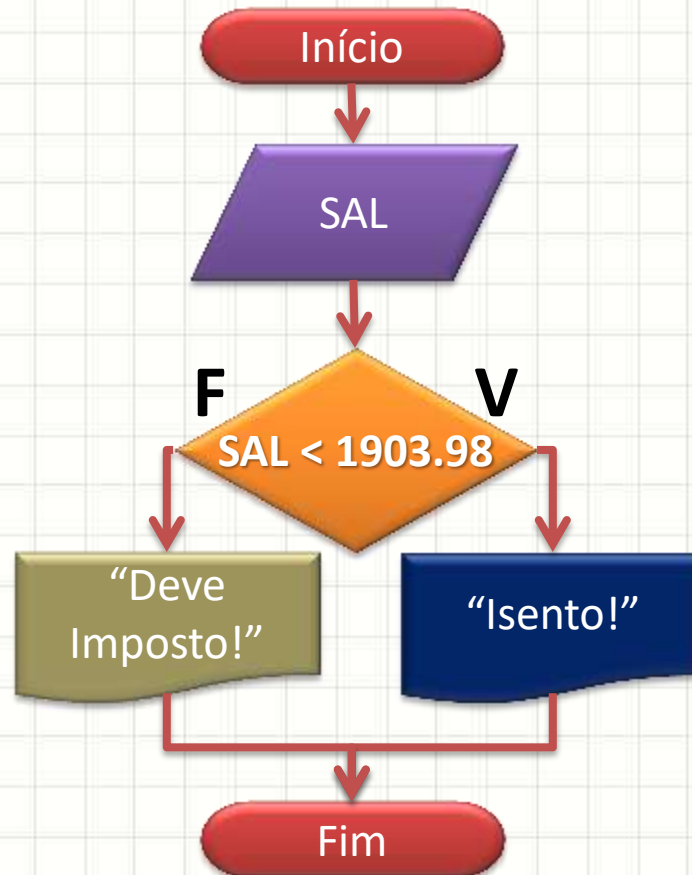 Início
SAL
F
V
SAL < 1903.98
“Deve
Imposto!”
“Isento!”
Fim